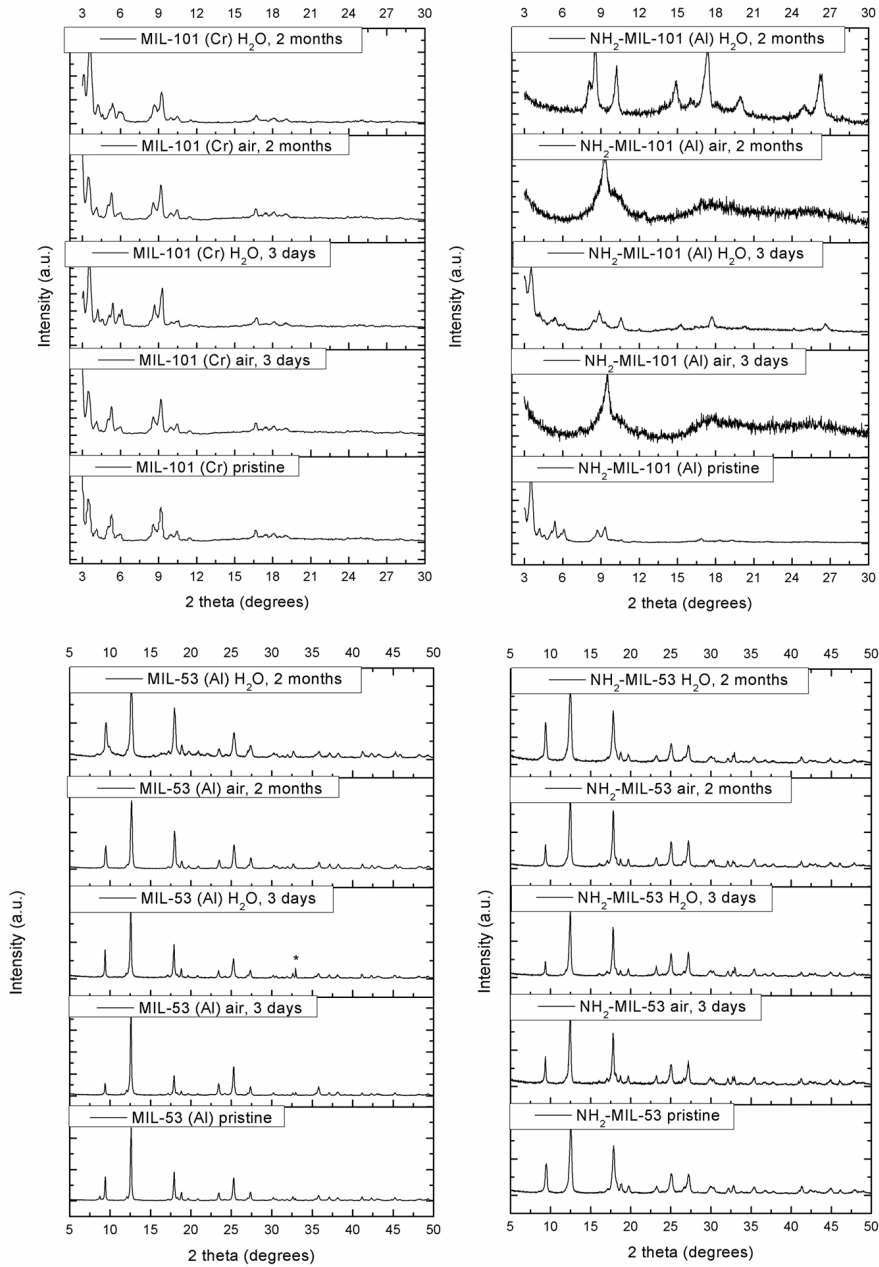 3 6 9 12 15 18 21 24 27 30
MIL-101 (Cr) H₂O, 2 months
MIL-101 (Cr) air, 2 months
MIL-101 (Cr) H₂O, 3 days
MIL-101 (Cr) air, 3 days
MIL-101 (Cr) pristine
Intensity (a.u.)
3 6 9 12 15 18 21 24 27 30
2 theta (degrees)
3 6 9 12 15 18 21 24 27 30
NH₂-MIL-101 (Al) H₂O, 2 months
NH₂-MIL-101 (Al) air, 2 months
NH₂-MIL-101 (Al) H₂O, 3 days
NH₂-MIL-101 (Al) air, 3 days
NH₂-MIL-101 (Al) pristine
Intensity (a.u.)
3 6 9 12 15 18 21 24 27 30
2 theta (degrees)
5 10 15 20 25 30 35 40 45 50
MIL-53 (Al) H₂O, 2 months
MIL-53 (Al) air, 2 months
MIL-53 (Al) H₂O, 3 days
*
MIL-53 (Al) air, 3 days
MIL-53 (Al) pristine
Intensity (a.u.)
5 10 15 20 25 30 35 40 45 50
2 theta (degrees)
5 10 15 20 25 30 35 40 45 50
NH₂-MIL-53 H₂O, 2 months
NH₂-MIL-53 air, 2 months
NH₂-MIL-53 H₂O, 3 days
NH₂-MIL-53 air, 3 days
NH₂-MIL-53 pristine
Intensity (a.u.)
5 10 15 20 25 30 35 40 45 50
2 theta (degrees)